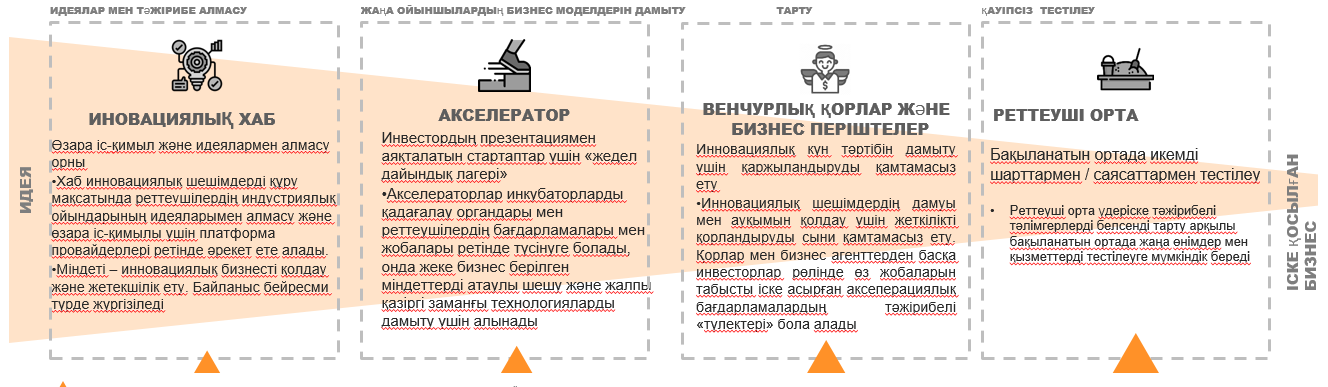 ИДЕЯЛАР МЕН ТәЖІРИБЕ АЛМАСУ
ЖАңА ОЙЫНШЫЛАРДЫң БИЗНЕС МОДЕЛДЕРІН ДАМЫТУ
ТАРТУ
ҚАУІПСІЗ ТЕСТІЛЕУ
ИДЕЯ
ИНОВАЦИЯЛЫҚ ХАБ
Өзара іс-қимыл және идеялармен алмасу
орны
•Хаб инновациялық шешімдерді құру
мақсатында реттеушілердің индустриялық
ойындарының идеяларымен алмасу және
өзара іс-қимылы үшін платформа
провайдерлері ретінде әрекет ете алады.
•Міндеті – инновациялық бизнесті қолдау
және жетекшілік ету. Байланыс бейресми
түрде жүргізіледі
АКСЕЛЕРАТОР
Инвестордың презентациямен
аяқталатын стартаптар үшін «жедел
дайындық лагері»
•Акселераторлар инкубаторларды
қадағалау органдары мен
реттеушілердің бағдарламалары мен
жобалары ретінде түсінуге болады,
онда жеке бизнес берілген
міндеттерді атаулы шешу және жалпы
қазіргі заманғы технологияларды
дамыту үшін алынады
ВЕНЧУРЛЫҚ ҚОРЛАР ЖәНЕ
БИЗНЕС ПЕРІШТЕЛЕР
Инновациялық күн тәртібін дамыту
үшін қаржыландыруды қамтамасыз
ету
•Инновациялық шешімдердің дамуы
мен ауқымын қолдау үшін жеткілікті
қорландыруды сыни қамтамасыз ету.
Қорлар мен бизнес агенттерден басқа
инвесторлар рөлінде өз жобаларын
табысты іске асырған аксеперациялық
бағдарламалардың тәжірибелі
«түлектері» бола алады
РЕТТЕУШІ ОРТА
Бақыланатын ортада икемді
шарттармен / саясаттармен тестілеу
• Реттеуші орта үдеріске тәжірибелі
тәлімгерлерді белсенді тарту арқылы
бақыланатын ортада жаңа өнімдер мен
қызметтерді тестілеуге мүмкіндік береді
ІСКЕ ҚОСЫЛҒАН
БИЗНЕС